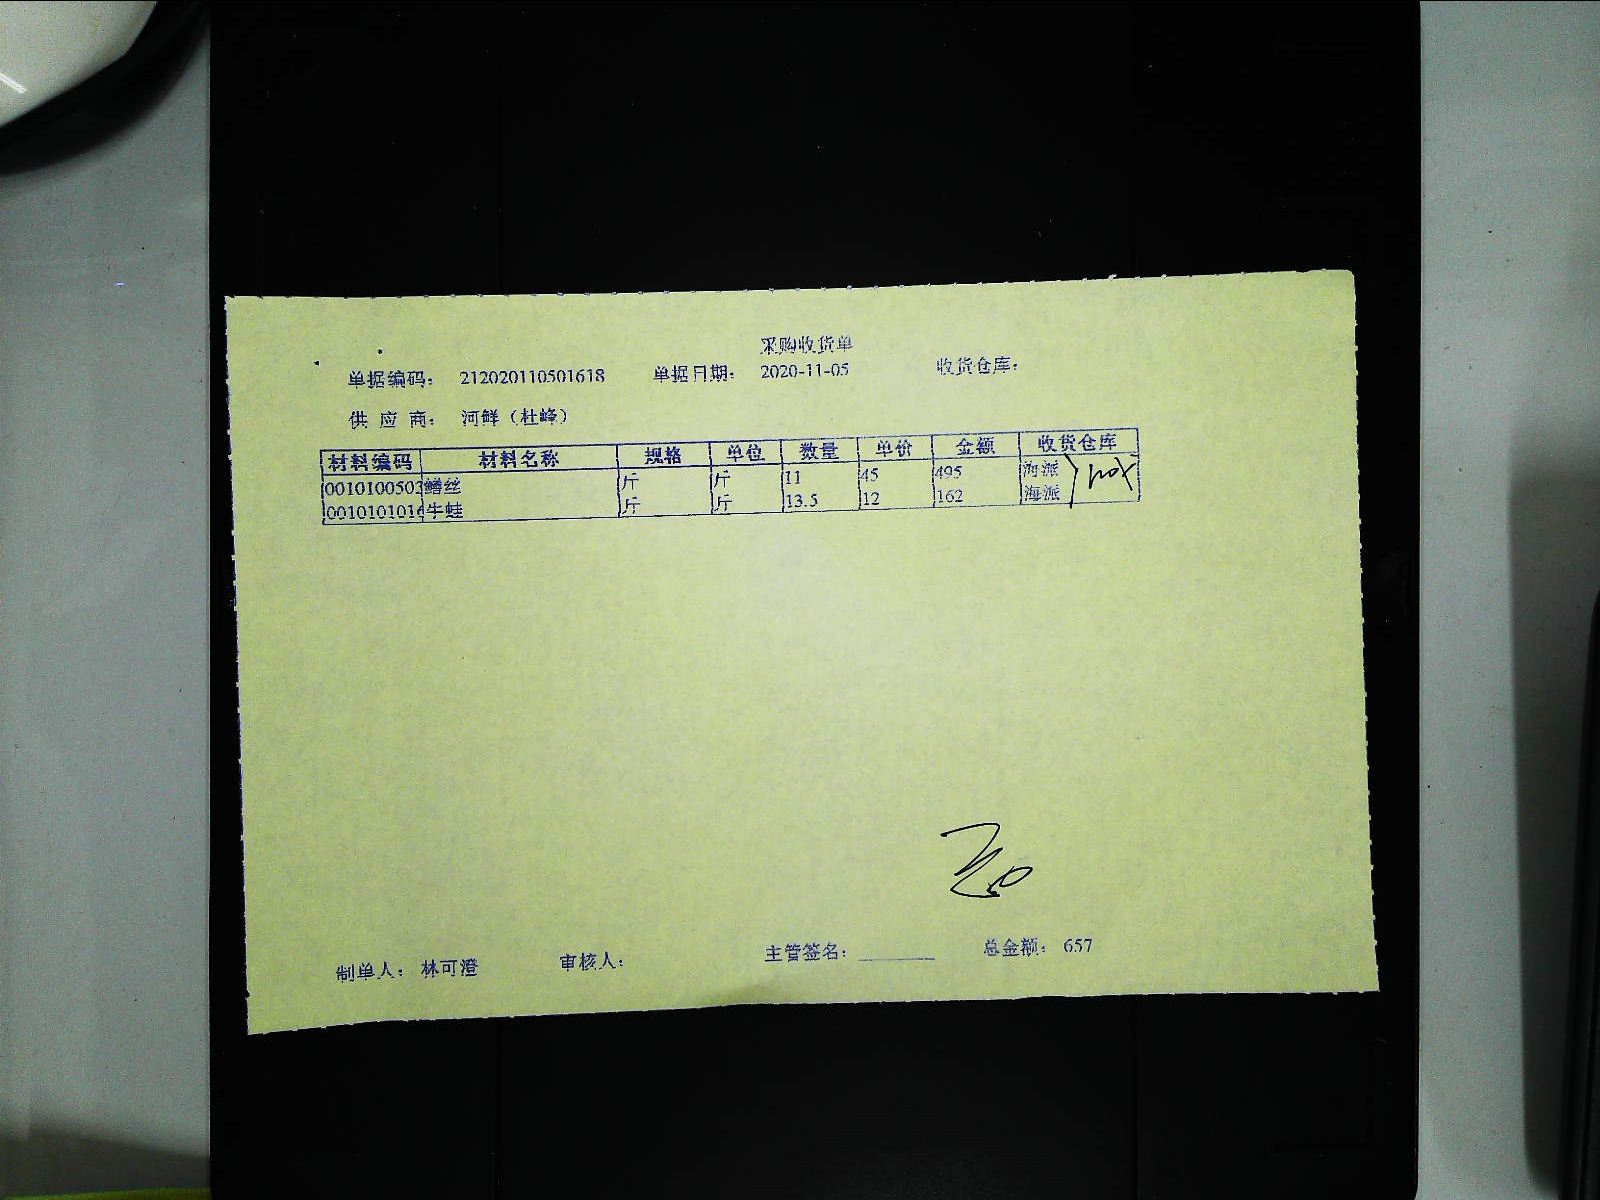 采购收货单
单据编码： 212020110501618 单据日期： 2020-11-05 收货仓库：
供 应 商： 河鲜（杜峰）
材料编码 材料名称 规格 单位 数量 单价 金额 收货仓库
0010100503 鳝丝 斤 斤 11 45 495 海派
0010101016 牛蛙 斤 斤 13.5 12 162 海派
制单人： 林可澄 审核人： 主管签名： 总金额： 657